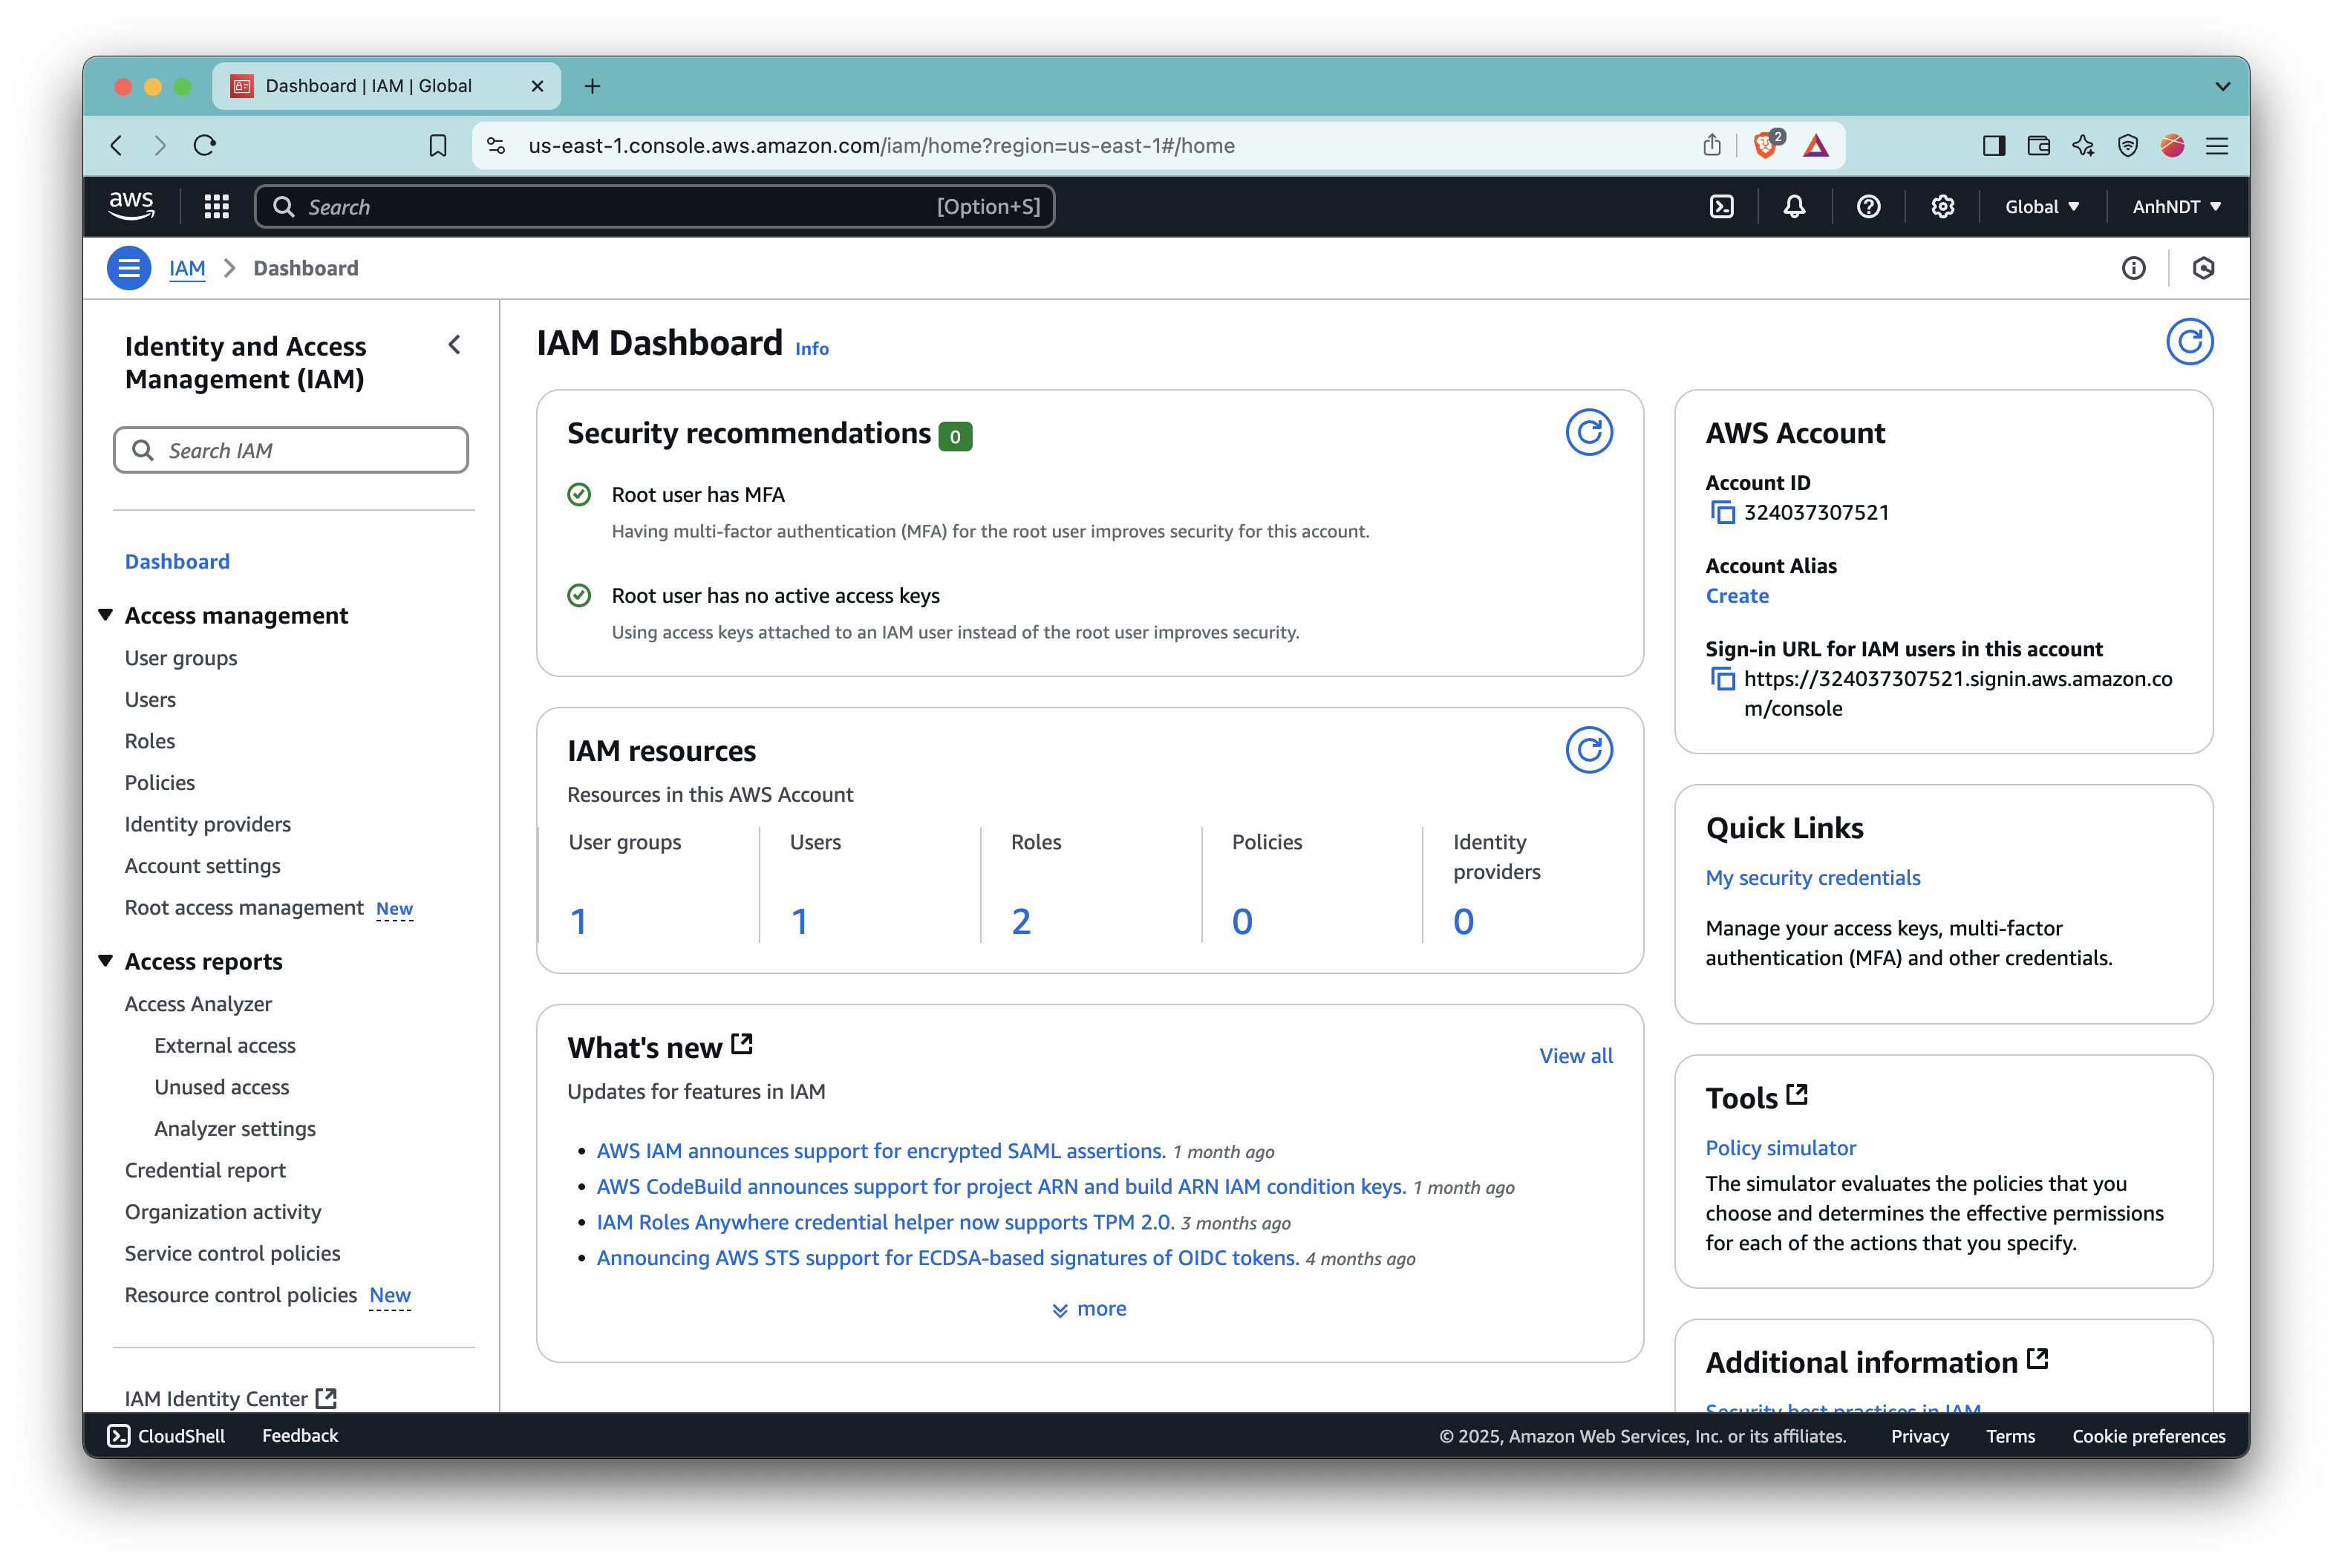 Dashboard | IAM | Global
us-east-1.console.aws.amazon.com/iam/home?region=us-east-1#/home
2
aws
Search
[Option+S]
Global
AnhNDT
IAM
Dashboard
Identity and Access
Management (IAM)
Search IAM
Dashboard
Access management
User groups
Users
Roles
Policies
Identity providers
Account settings
Root access management New
Access reports
Access Analyzer
External access
Unused access
Analyzer settings
Credential report
Organization activity
Service control policies
Resource control policies New
IAM Identity Center
IAM Dashboard Info
Security recommendations 0
Root user has MFA
Having multi-factor authentication (MFA) for the root user improves security for this account.
Root user has no active access keys
Using access keys attached to an IAM user instead of the root user improves security.
IAM resources
Resources in this AWS Account
User groups
1
Users
1
Roles
2
Policies
0
Identity
providers
0
What's new
View all
Updates for features in IAM
• AWS IAM announces support for encrypted SAML assertions. 1 month ago
• AWS CodeBuild announces support for project ARN and build ARN IAM condition keys. 1 month ago
• IAM Roles Anywhere credential helper now supports TPM 2.0. 3 months ago
• Announcing AWS STS support for ECDSA-based signatures of OIDC tokens. 4 months ago
more
AWS Account
Account ID
324037307521
Account Alias
Create
Sign-in URL for IAM users in this account
https://324037307521.signin.aws.amazon.co
m/console
Quick Links
My security credentials
Manage your access keys, multi-factor
authentication (MFA) and other credentials.
Tools
Policy simulator
The simulator evaluates the policies that you
choose and determines the effective permissions
for each of the actions that you specify.
Additional information
Security best practices in IAM
CloudShell
Feedback
© 2025, Amazon Web Services, Inc. or its affiliates.
Privacy
Terms
Cookie preferences